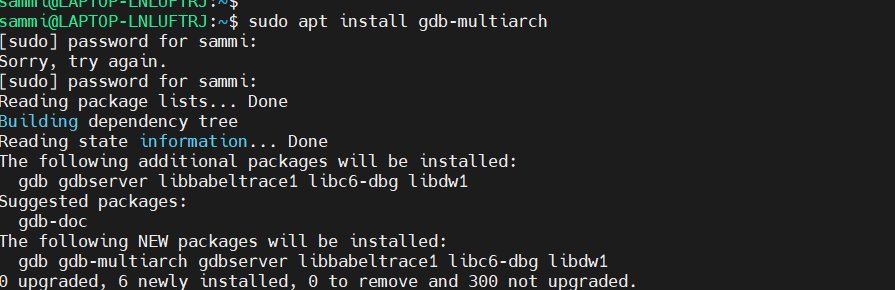 sammi@LAPTOP-LNLUFTRJ:~$
sammi@LAPTOP-LNLUFTRJ:~$ sudo apt install gdb-multiarch
[sudo] password for sammi:
Sorry, try again.
[sudo] password for sammi:
Reading package lists... Done
Building dependency tree
Reading state information... Done
The following additional packages will be installed:
  gdb gdbserver libbabeltrace1 libc6-dbg libdw1
Suggested packages:
  gdb-doc
The following NEW packages will be installed:
  gdb gdb-multiarch gdbserver libbabeltrace1 libc6-dbg libdw1
0 upgraded, 6 newly installed, 0 to remove and 300 not upgraded.